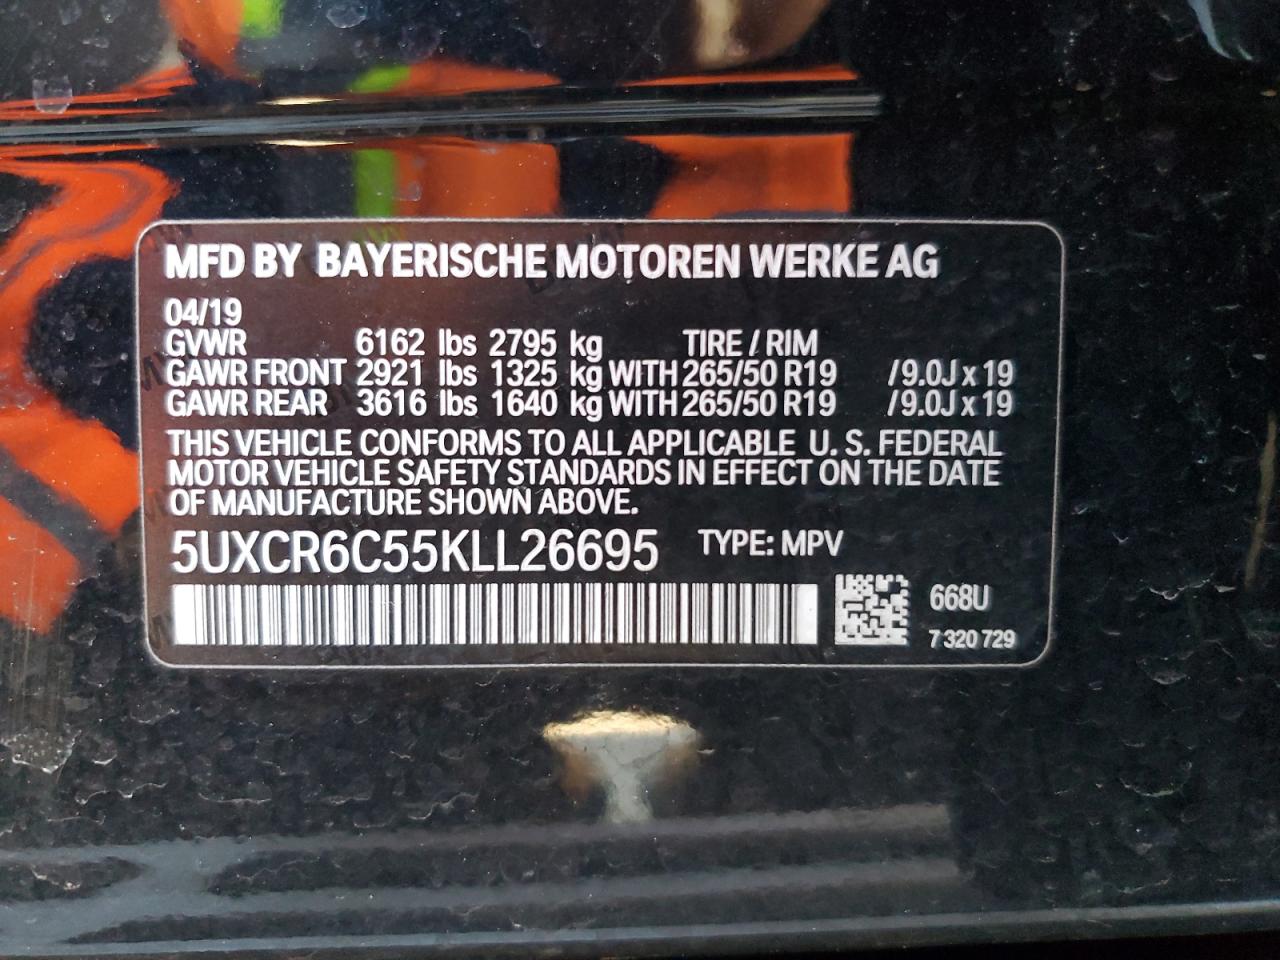 MFD BY BAYERISCHE MOTOREN WERKE AG
04/19
GVWR 6162 lbs 2795 kg TIRE / RIM
GAWR FRONT 2921 lbs 1325 kg WITH 265/50 R19 /9.0J x 19
GAWR REAR 3616 lbs 1640 kg WITH 265/50 R19 /9.0J x 19
THIS VEHICLE CONFORMS TO ALL APPLICABLE U. S. FEDERAL
MOTOR VEHICLE SAFETY STANDARDS IN EFFECT ON THE DATE
OF MANUFACTURE SHOWN ABOVE.
5UXCR6C55KLL26695 TYPE: MPV
668U
7 320 729